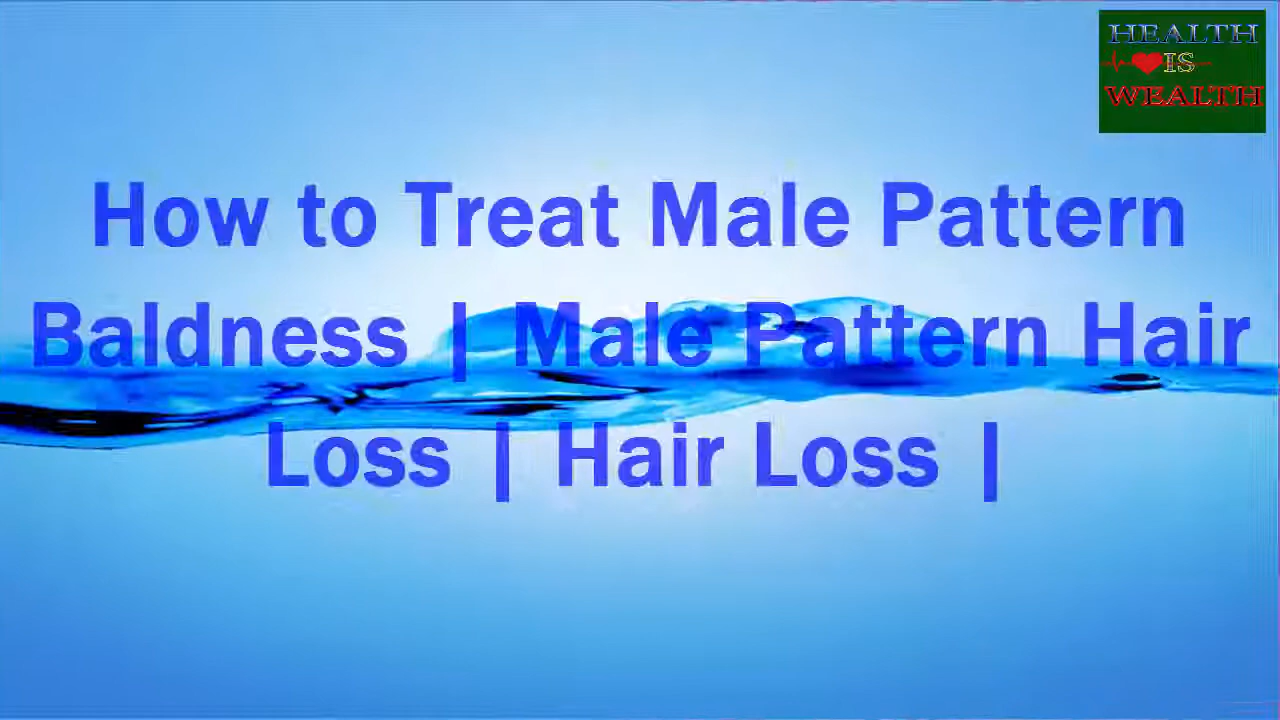 HEALTH
IS
WEALTH
How to Treat Male Pattern
Baldness | Male Pattern Hair
Loss | Hair Loss |